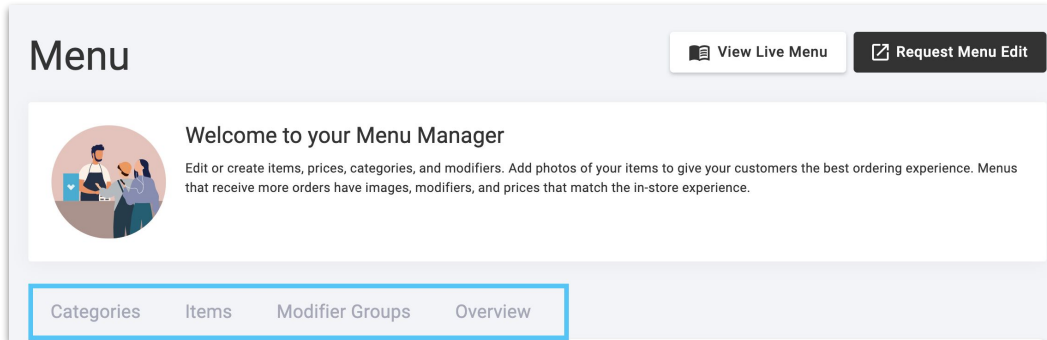 Menu
View Live Menu
Request Menu Edit
Welcome to your Menu Manager
Edit or create items, prices, categories, and modifiers. Add photos of your items to give your customers the best ordering experience. Menus
that receive more orders have images, modifiers, and prices that match the in-store experience.
Categories Items Modifier Groups Overview